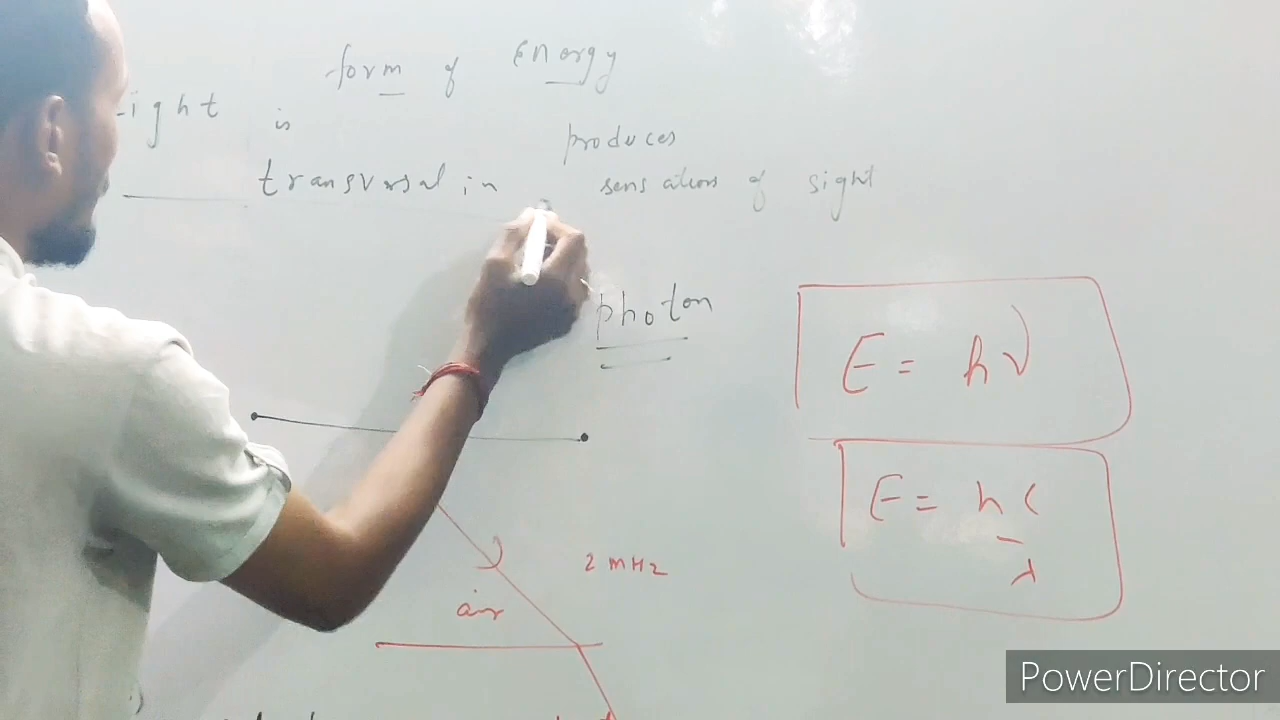 form of Energy
ight is
produces
transversal in
sensations of sight
photon
E = hν
E = hc
λ
2 mHz
air
PowerDirector